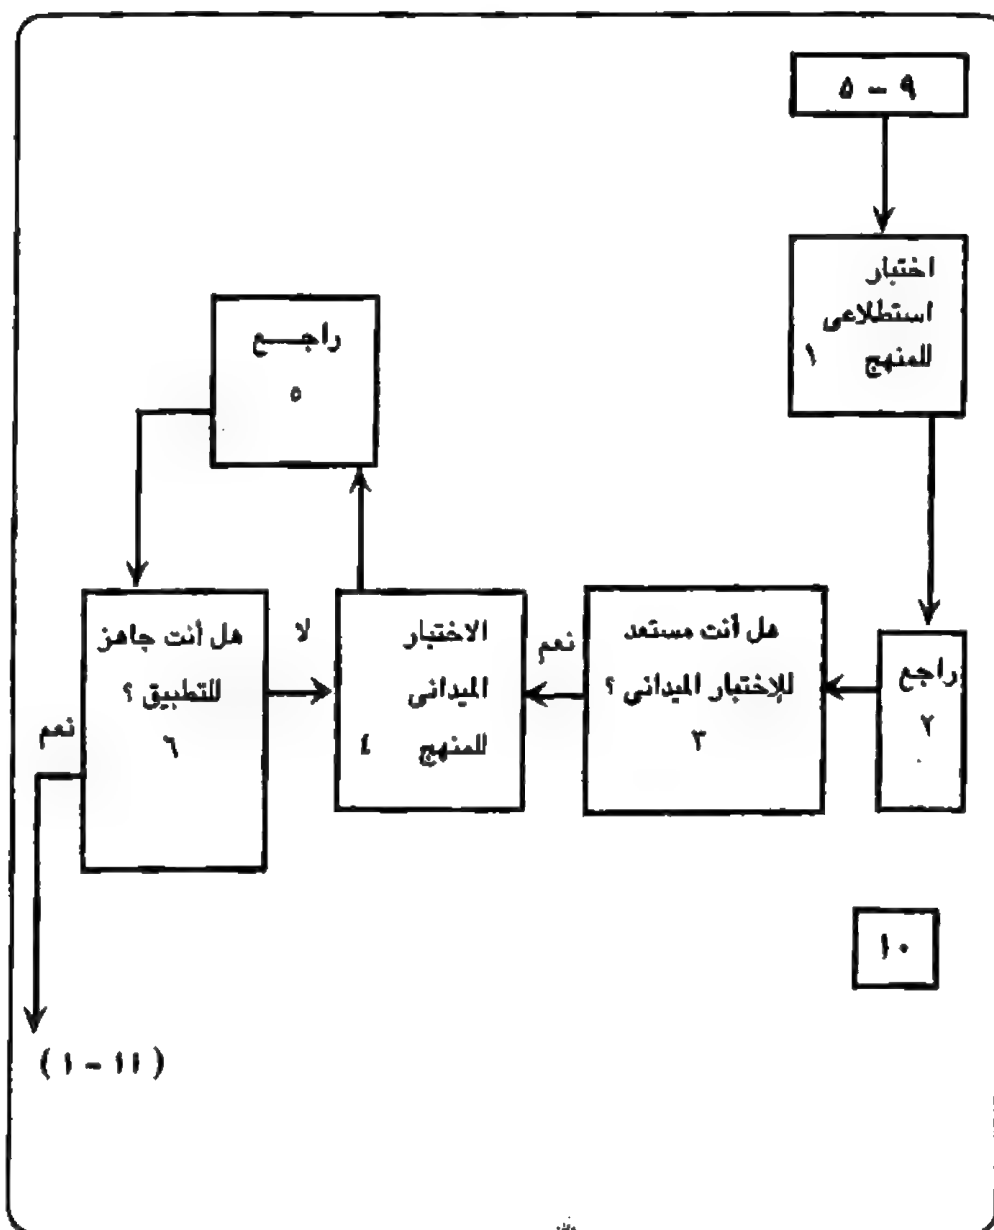 ٩ - ٥
اختبار
استطلاعى
للمنهج ١
راجع
٢
هل أنت مستعد
للإختبار الميدانى ؟
٣
نعم
الاختبار
الميدانى
للمنهج ٤
راجــع
٥
هل أنت جاهز
للتطبيق ؟
٦
لا
نعم
(١١ - ١)
١٠